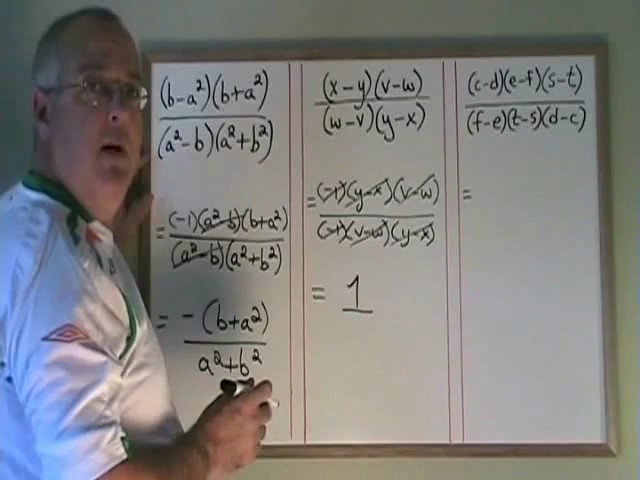 (b-a²)(b+a²)
(a²-b)(a²+b²)
= (-1)(a²-b)(b+a²)
(a²-b)(a²+b²)
= -(b+a²)
a²+b²
(x-y)(v-w)
(w-v)(y-x)
= (-1)(y-x)(v-w)
(-1)(v-w)(y-x)
= 1
(c-d)(e-f)(s-t)
(f-e)(t-s)(d-c)
=